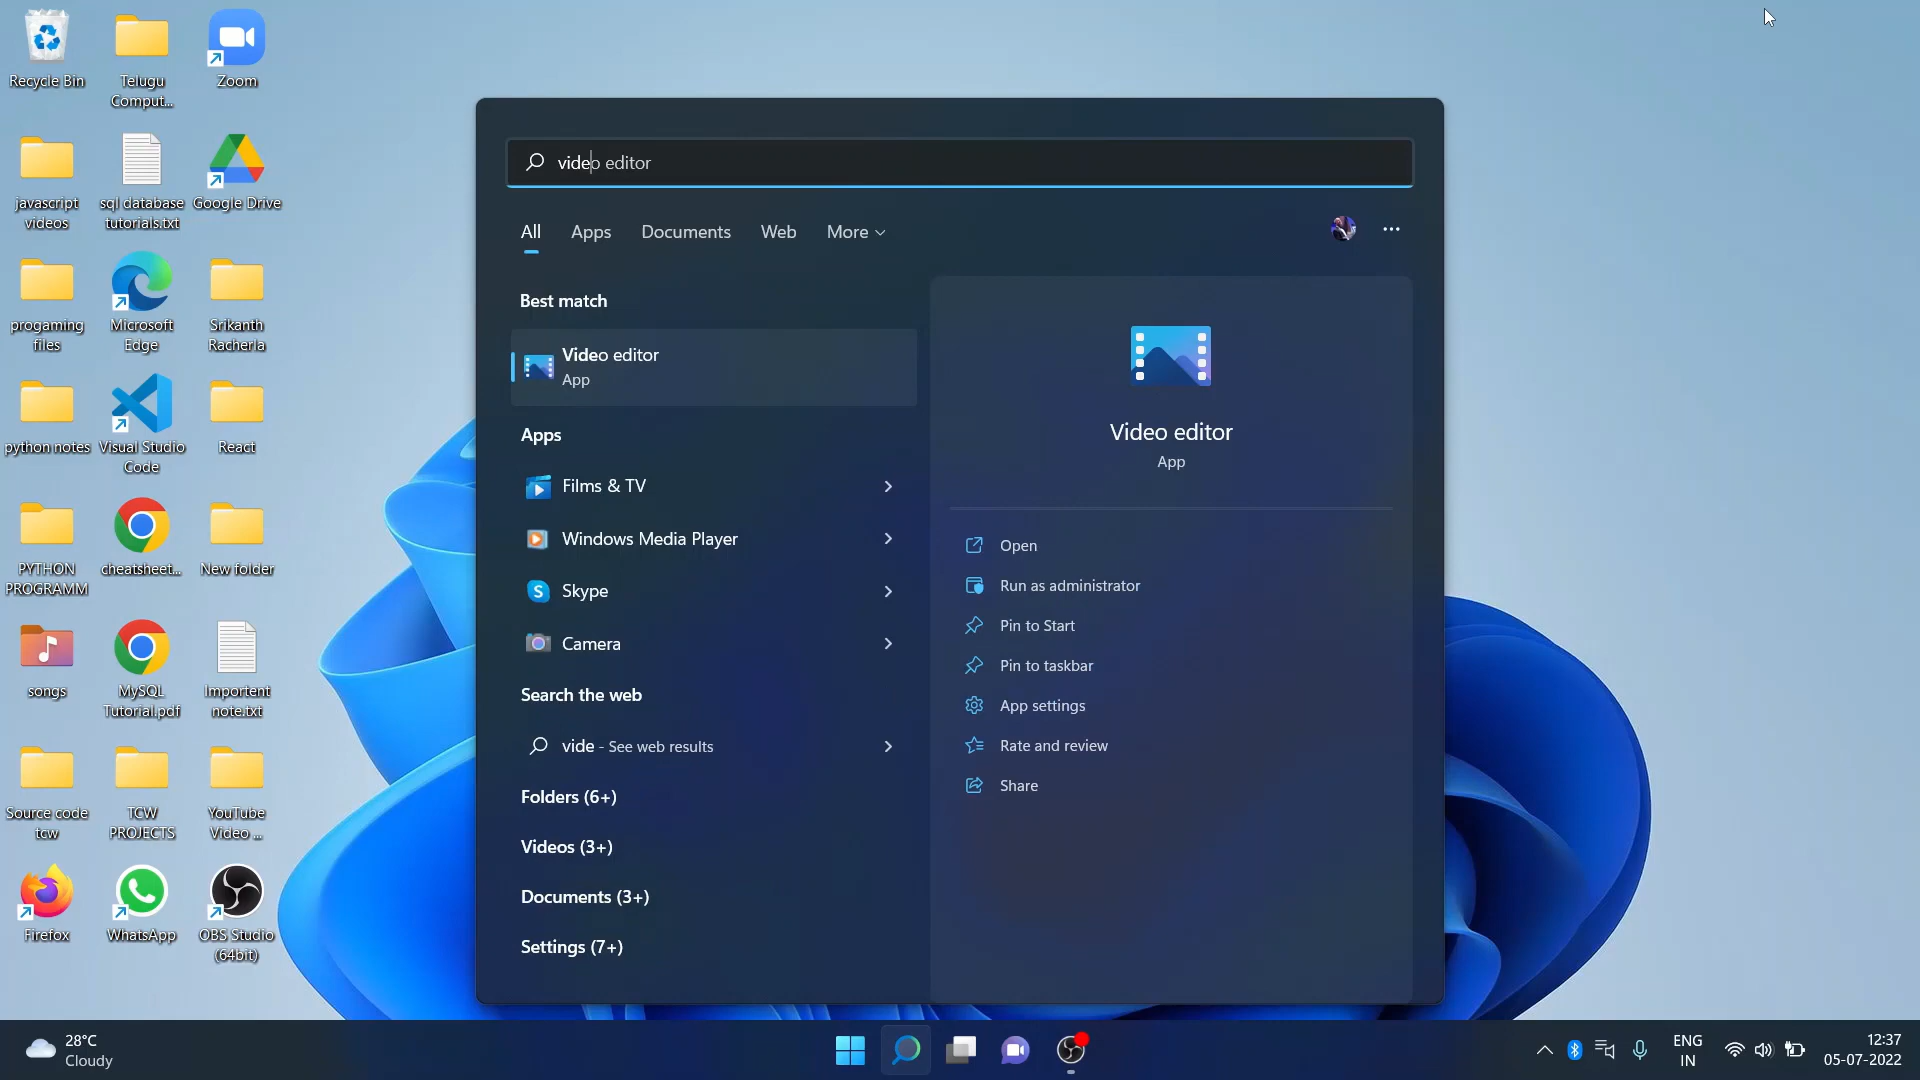 Recycle Bin
Telugu
Comput...
Zoom
javascript
videos
sql database
tutorials.txt
Google Drive
progaming
files
Microsoft
Edge
Srikanth
Racherla
python notes
Visual Studio
Code
React
PYTHON
PROGRAMM
cheatsheet...
New folder
songs
MySQL
Tutorial.pdf
Importent
note.txt
Source code
tcw
TCW
PROJECTS
YouTube
Video ...
Firefox
WhatsApp
OBS Studio
(64bit)
video editor
All Apps Documents Web More
Best match
Video editor
App
Apps
Films & TV
Windows Media Player
Skype
Camera
Search the web
vide - See web results
Folders (6+)
Videos (3+)
Documents (3+)
Settings (7+)
Video editor
App
Open
Run as administrator
Pin to Start
Pin to taskbar
App settings
Rate and review
Share
28°C
Cloudy
ENG
IN
12:37
05-07-2022